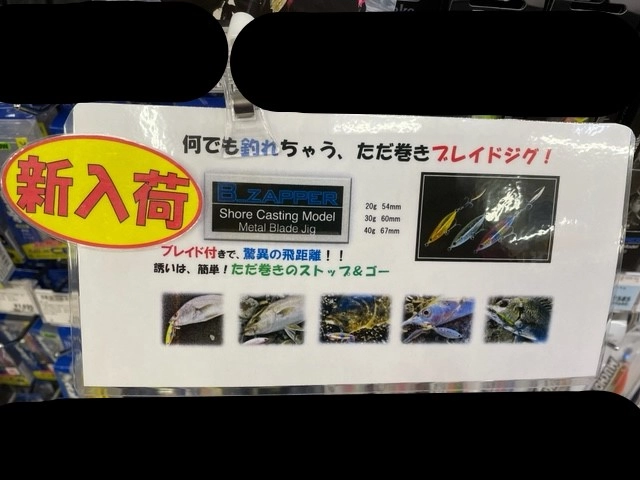 何でも釣れちゃう、ただ巻きブレイドジグ！
新入荷
B_ZAPPER
Shore Casting Model
Metal Blade Jig
20g 54mm
30g 60mm
40g 67mm
ブレイド付きで、驚異の飛距離！！
誘いは、簡単！ただ巻きのストップ＆ゴー